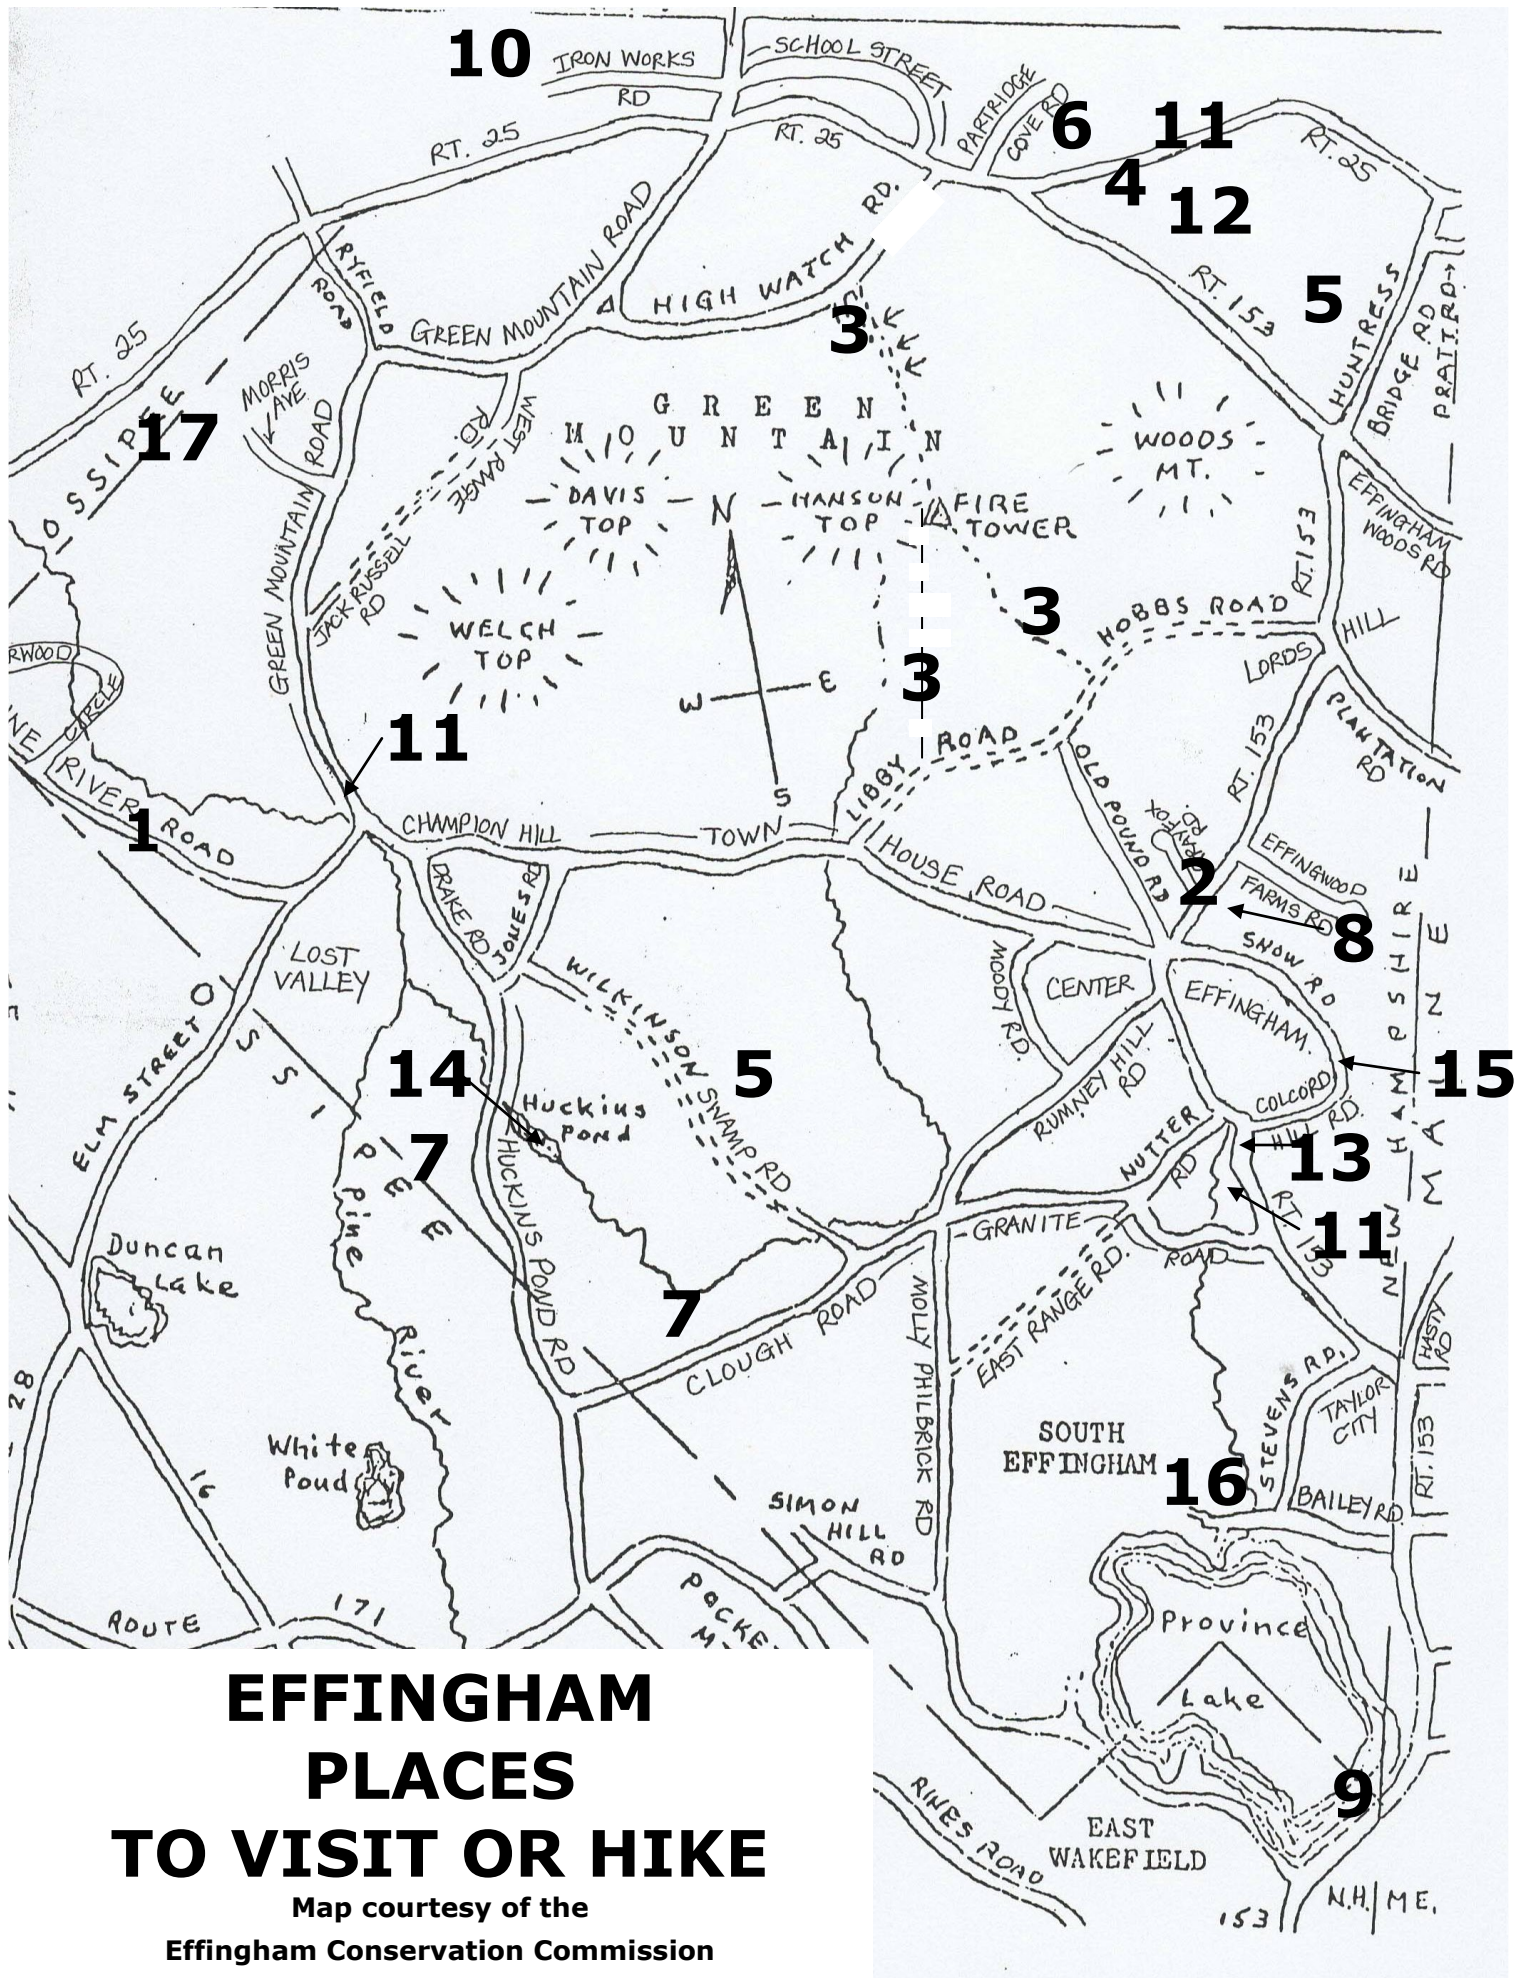 10
IRON WORKS
RD
SCHOOL STREET
PARTRIDGE
COVE RD
6
11
RT. 25
RT. 25
RT. 25
4
12
RT. 153
5
HUNTRESS
BRIDGE RD
PRATT RD→
RYFIELD
ROAD
GREEN MOUNTAIN ROAD
HIGH WATCH RD.
3
RT. 25
MORRIS
AVE
17
OSSIPEE
GREEN MOUNTAIN ROAD
WEST RANGE
RD.
JACK RUSSELL
RD
GREEN
MOUNTAIN
DAVIS
TOP
HANSON
TOP
N
FIRE
TOWER
WOODS
MT.
EFFINGHAM
WOODS RD
RT. 153
WELCH
TOP
3
HOBBS ROAD
LORDS HILL
W
E
S
3
PLANTATION
RD
RT. 153
RWOOD
CIRCLE
NE
RIVER ROAD
1
11
LIBBY ROAD
OLD POUND RD
GRAY FOX
RD.
2
CHAMPION HILL
TOWN HOUSE ROAD
EFFINGWOOD
FARMS RD
8
DRAKE RD
JONES RD
LOST
VALLEY
WILKINSON SWAMP RD
MOODY RD.
CENTER
EFFINGHAM
SNOW RD
NEW HAMPSHIRE
MAINE
ELM STREET
OSSIPEE
14
Huckins
Pond
5
RUMNEY HILL
RD
COLCORD
HILL RD.
15
7
Pine River
HUCKINS POND RD
NUTTER
RD
13
11
RT. 153
GRANITE
ROAD
Duncan
Lake
7
CLOUGH ROAD
MOLLY PHILBRICK RD
EAST RANGE RD.
HASTY
RD
28
White
Pond
SOUTH
EFFINGHAM
STEVENS RD.
TAYLOR
CITY
RT. 153
16
16
BAILEY RD
SIMON
HILL
RD
ROUTE
171
Province
Lake
9
RINES ROAD
EAST
WAKEFIELD
153
N.H. | ME.
EFFINGHAM
PLACES
TO VISIT OR HIKE
Map courtesy of the
Effingham Conservation Commission